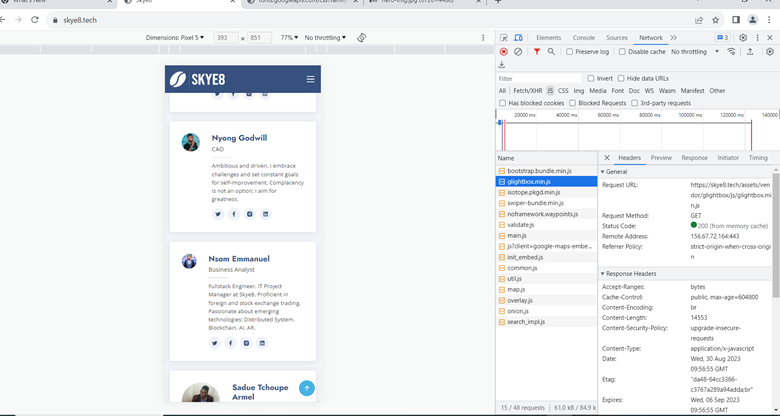 What's New
Skye8
fonts.googleapis.com/css?family
hero-img.jpg (612
skye8.tech
Dimensions: Pixel 5 393 × 851 77% No throttling
SKYE8
Nyong Godwill
CAO
Ambitious and driven, I embrace
challenges and set constant goals
for self-improvement. Complacency
is not an option; I aim for
greatness.
Nsom Emmanuel
Business Analyst
Fullstack Engineer, IT Project
Manager at Skye8. Proficient in
foreign and stock exchange trading.
Passionate about emerging
technologies: Distributed System,
Blockchain, AI, AR.
Sadue Tchoupe
Armel
Elements Console Sources Network 3
Preserve log Disable cache No throttling
Filter Invert Hide data URLs
All Fetch/XHR JS CSS Img Media Font Doc WS Wasm Manifest Other
Has blocked cookies Blocked Requests 3rd-party requests
20000 ms 40000 ms 60000 ms 80000 ms 100000 ms 120000 ms 140000
Name
bootstrap.bundle.min.js
glightbox.min.js
isotope.pkgd.min.js
swiper-bundle.min.js
noframework.waypoints.js
validate.js
main.js
js?client=google-maps-embe...
init_embed.js
common.js
util.js
map.js
overlay.js
onion.js
search_impl.js
15 / 48 requests 61.0 kB / 84.9 k
Headers Preview Response Initiator Timing
General
Request URL: https://skye8.tech/assets/ven
dor/glightbox/js/glightbox.mi
n.js
Request Method: GET
Status Code: 200 (from memory cache)
Remote Address: 156.67.72.164:443
Referrer Policy: strict-origin-when-cross-origi
n
Response Headers
Accept-Ranges: bytes
Cache-Control: public, max-age=604800
Content-Encoding: br
Content-Length: 14553
Content-Security-Policy: upgrade-insecure-
requests
Content-Type: application/x-javascript
Date: Wed, 30 Aug 2023
09:56:55 GMT
Etag: "da48-64cc3366-
c3767a289a94adda;br"
Expires: Wed, 06 Sep 2023
09:56:55 GMT